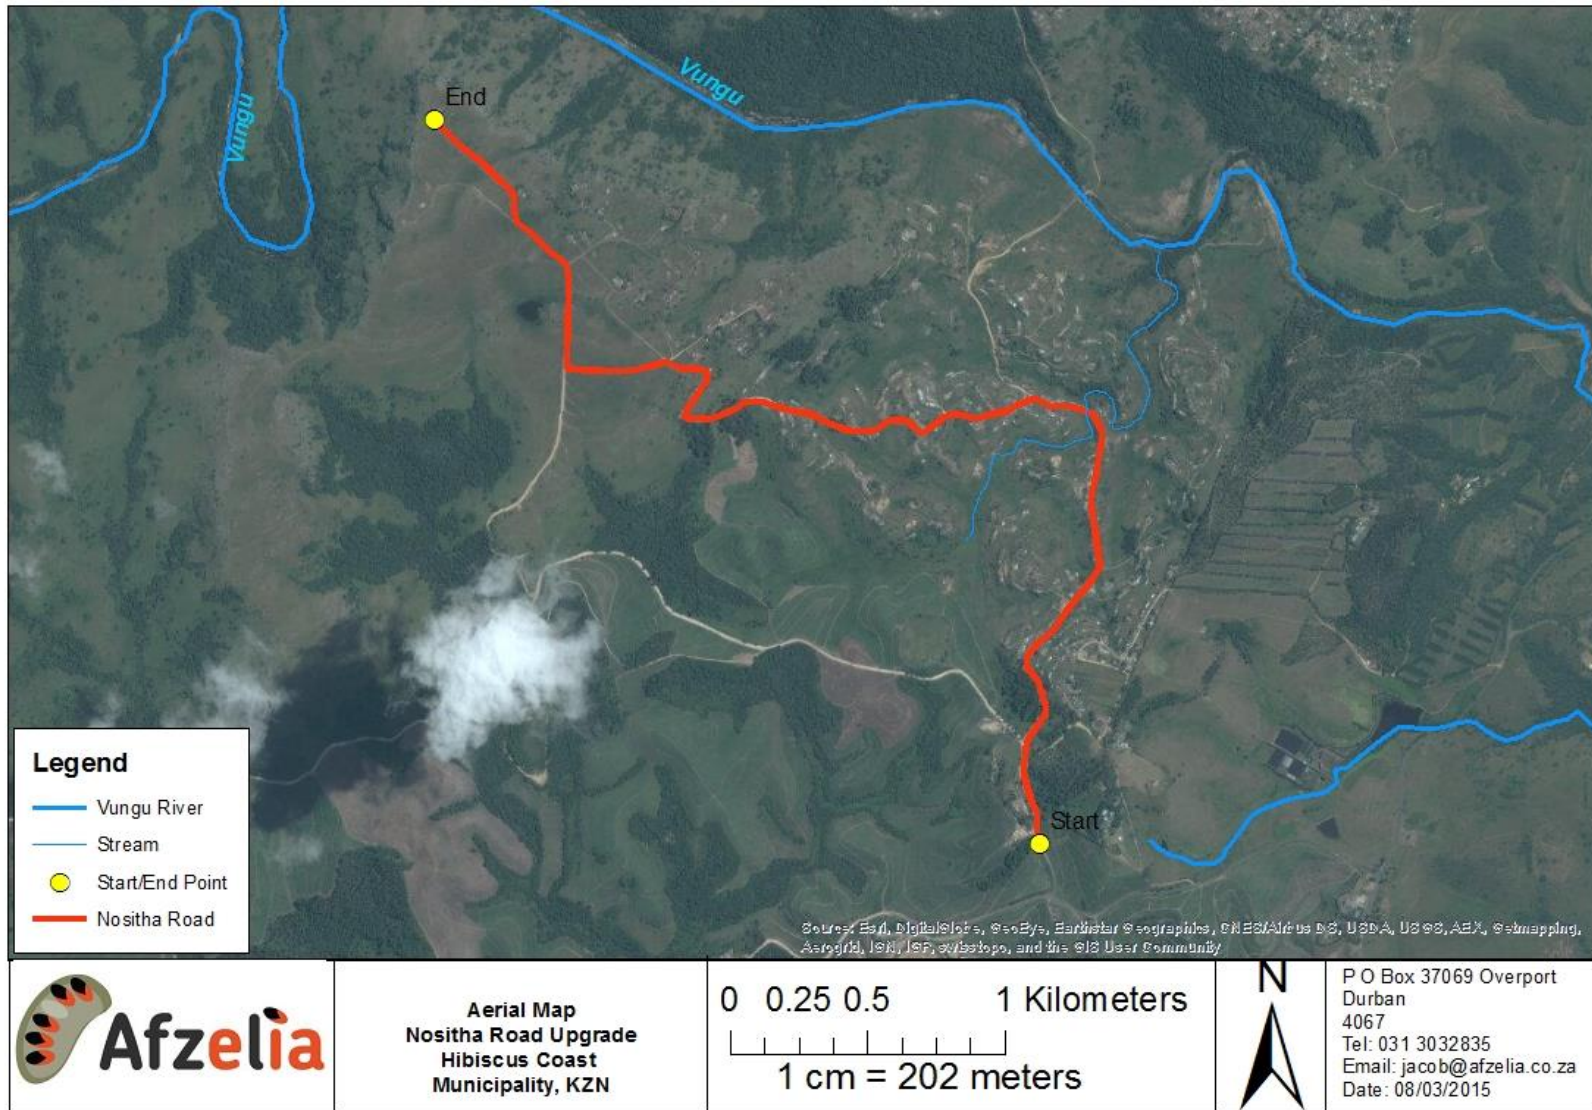 End
Vungu
Vungu
Start
Legend
Vungu River
Stream
Start/End Point
Nositha Road
Source: Esri, DigitalGlobe, GeoEye, Earthstar Geographics, CNES/Airbus DS, USDA, USGS, AEX, Getmapping,
Aerogrid, IGN, IGP, swisstopo, and the GIS User Community
Afzelia
Aerial Map
Nositha Road Upgrade
Hibiscus Coast
Municipality, KZN
0 0.25 0.5 1 Kilometers
1 cm = 202 meters
N
P O Box 37069 Overport
Durban
4067
Tel: 031 3032835
Email: jacob@afzelia.co.za
Date: 08/03/2015